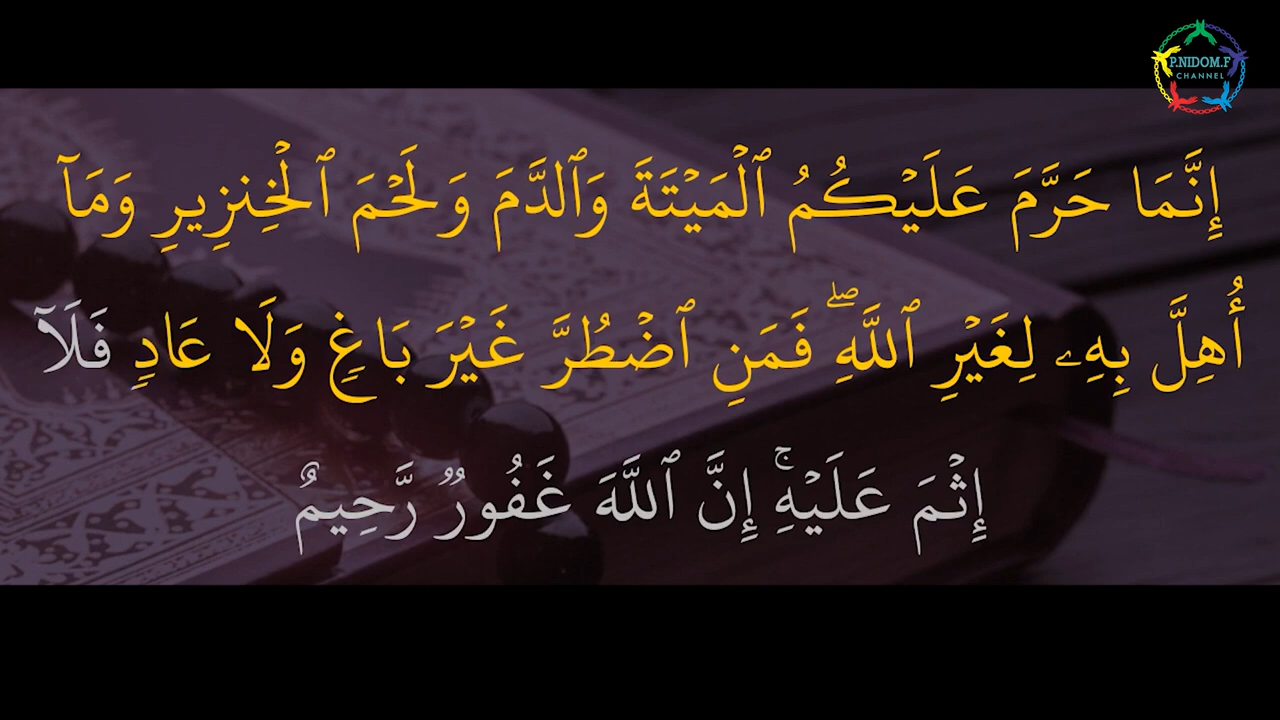 P.NIDOM.F
CHANNEL
إِنَّمَا حَرَّمَ عَلَيۡكُمُ ٱلۡمَيۡتَةَ وَٱلدَّمَ وَلَحۡمَ ٱلۡخِنزِيرِ وَمَآ
أُهِلَّ بِهِۦ لِغَيۡرِ ٱللَّهِۖ فَمَنِ ٱضۡطُرَّ غَيۡرَ بَاغٖ وَلَا عَادٖ فَلَآ
إِثۡمَ عَلَيۡهِۚ إِنَّ ٱللَّهَ غَفُورٞ رَّحِيمٌ